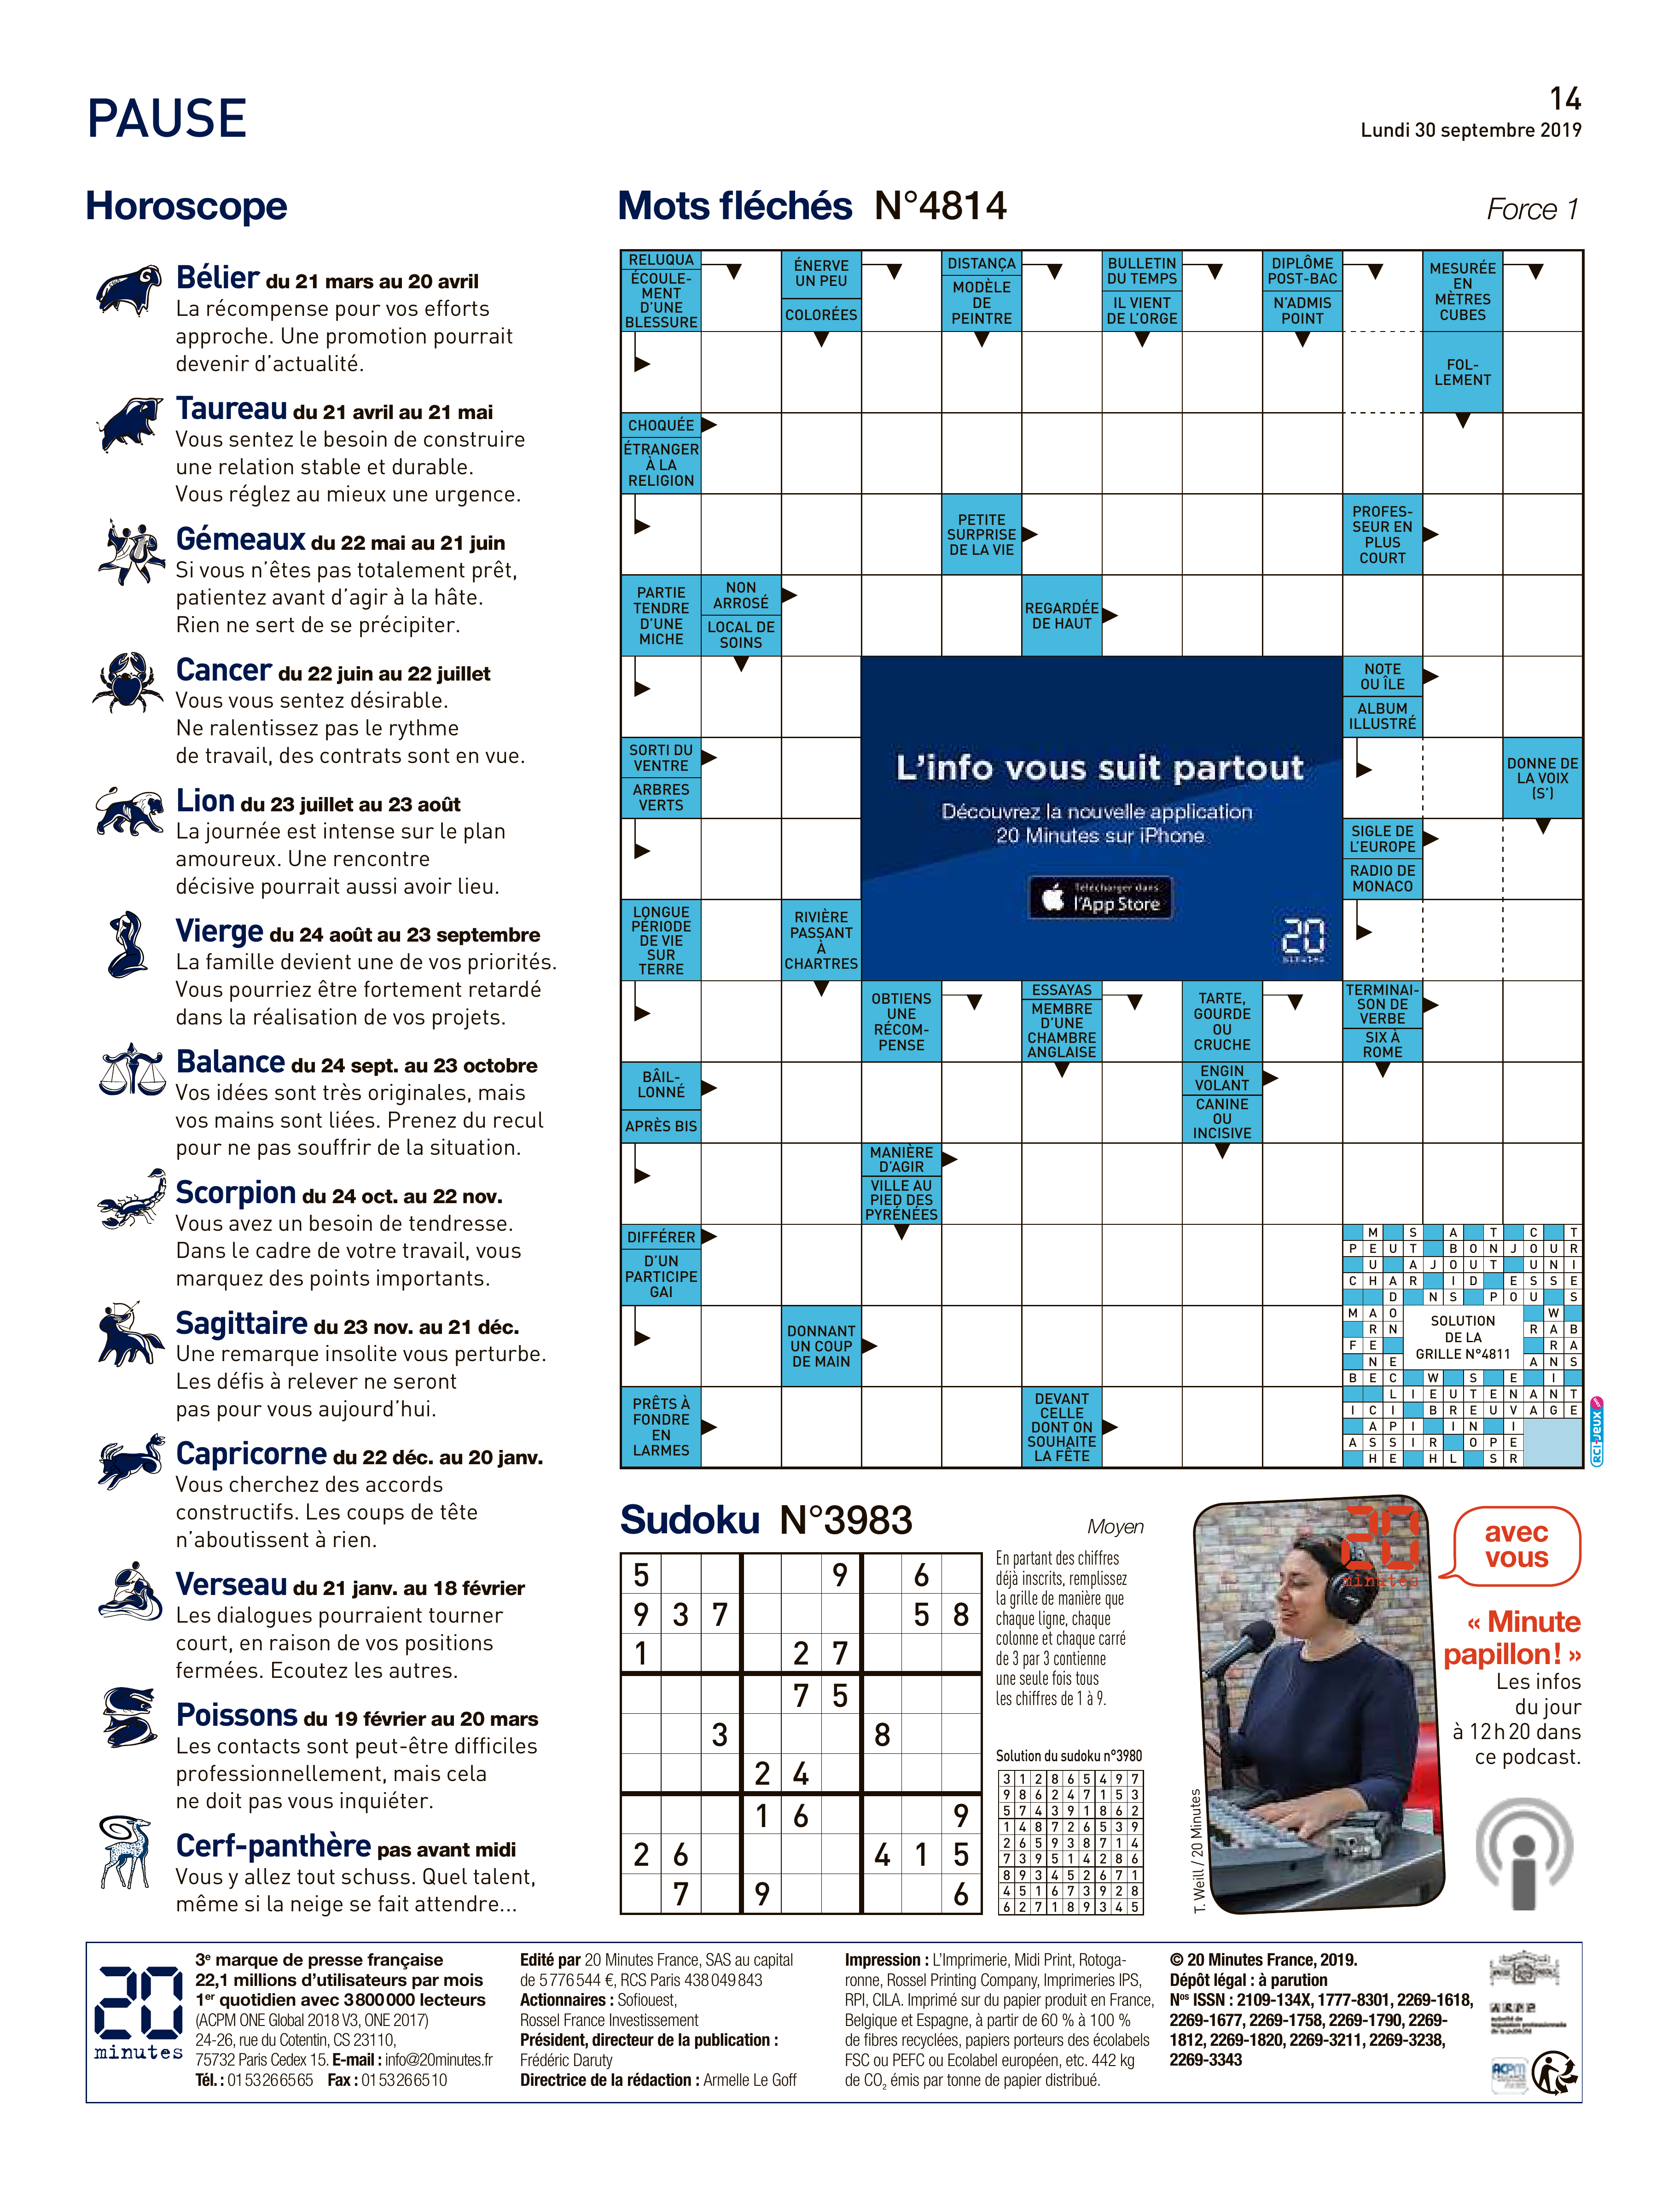 PAUSE
14
Lundi 30 septembre 2019
Horoscope
Bélier du 21 mars au 20 avril
La récompense pour vos efforts
approche. Une promotion pourrait
devenir d’actualité.
Taureau du 21 avril au 21 mai
Vous sentez le besoin de construire
une relation stable et durable.
Vous réglez au mieux une urgence.
Gémeaux du 22 mai au 21 juin
Si vous n’êtes pas totalement prêt,
patientez avant d’agir à la hâte.
Rien ne sert de se précipiter.
Cancer du 22 juin au 22 juillet
Vous vous sentez désirable.
Ne ralentissez pas le rythme
de travail, des contrats sont en vue.
Lion du 23 juillet au 23 août
La journée est intense sur le plan
amoureux. Une rencontre
décisive pourrait aussi avoir lieu.
Vierge du 24 août au 23 septembre
La famille devient une de vos priorités.
Vous pourriez être fortement retardé
dans la réalisation de vos projets.
Balance du 24 sept. au 23 octobre
Vos idées sont très originales, mais
vos mains sont liées. Prenez du recul
pour ne pas souffrir de la situation.
Scorpion du 24 oct. au 22 nov.
Vous avez un besoin de tendresse.
Dans le cadre de votre travail, vous
marquez des points importants.
Sagittaire du 23 nov. au 21 déc.
Une remarque insolite vous perturbe.
Les défis à relever ne seront
pas pour vous aujourd’hui.
Capricorne du 22 déc. au 20 janv.
Vous cherchez des accords
constructifs. Les coups de tête
n’aboutissent à rien.
Verseau du 21 janv. au 18 février
Les dialogues pourraient tourner
court, en raison de vos positions
fermées. Ecoutez les autres.
Poissons du 19 février au 20 mars
Les contacts sont peut-être difficiles
professionnellement, mais cela
ne doit pas vous inquiéter.
Cerf-panthère pas avant midi
Vous y allez tout schuss. Quel talent,
même si la neige se fait attendre...
Mots fléchés N°4814
Force 1
RELUQUA
ÉCOULE-
MENT
D’UNE
BLESSURE
ÉNERVE
UN PEU
COLORÉES
DISTANÇA
MODÈLE
DE
PEINTRE
BULLETIN
DU TEMPS
IL VIENT
DE L’ORGE
DIPLÔME
POST-BAC
N’ADMIS
POINT
MESURÉE
EN
MÈTRES
CUBES
FOL-
LEMENT
CHOQUÉE
ÉTRANGER
À LA
RELIGION
PETITE
SURPRISE
DE LA VIE
PROFES-
SEUR EN
PLUS
COURT
PARTIE
TENDRE
D’UNE
MICHE
NON
ARROSÉ
LOCAL DE
SOINS
REGARDÉE
DE HAUT
NOTE
OU ÎLE
ALBUM
ILLUSTRÉ
SORTI DU
VENTRE
ARBRES
VERTS
L’info vous suit partout
Découvrez la nouvelle application
20 Minutes sur iPhone
Télécharger dans
l’App Store
20
minutes
DONNE DE
LA VOIX
(S’)
SIGLE DE
L’EUROPE
RADIO DE
MONACO
LONGUE
PÉRIODE
DE VIE
SUR
TERRE
RIVIÈRE
PASSANT
À
CHARTRES
OBTIENS
UNE
RÉCOM-
PENSE
ESSAYAS
MEMBRE
D’UNE
CHAMBRE
ANGLAISE
TARTE,
GOURDE
OU
CRUCHE
TERMINAI-
SON DE
VERBE
SIX À
ROME
BÂIL-
LONNÉ
APRÈS BIS
ENGIN
VOLANT
CANINE
OU
INCISIVE
MANIÈRE
D’AGIR
VILLE AU
PIED DES
PYRÉNÉES
DIFFÉRER
D’UN
PARTICIPE
GAI
DONNANT
UN COUP
DE MAIN
PRÊTS À
FONDRE
EN
LARMES
DEVANT
CELLE
DONT ON
SOUHAITE
LA FÊTE
M S A T C T
P E U T B O N J O U R
U A J O U T U N I
C H A R I D E S S E
D N S P O U S
M A O W
R N R A B
F E R A
N E A N S
B E C W S E I
L I E U T E N A N T
I C I B R E U V A G E
A P I I N I
A S S I R O P E
H E H L S R
SOLUTION
DE LA
GRILLE N°4811
RCI-JEUX
Sudoku N°3983
Moyen
5 9 6
9 3 7 5 8
1 2 7
7 5
3 8
2 4
1 6 9
2 6 4 1 5
7 9 6
En partant des chiffres
déjà inscrits, remplissez
la grille de manière que
chaque ligne, chaque
colonne et chaque carré
de 3 par 3 contienne
une seule fois tous
les chiffres de 1 à 9.
Solution du sudoku n°3980
3 1 2 8 6 5 4 9 7
9 8 6 2 4 7 1 5 3
5 7 4 3 9 1 8 6 2
1 4 8 7 2 6 5 3 9
2 6 5 9 3 8 7 1 4
7 3 9 5 1 4 2 8 6
8 9 3 4 5 2 6 7 1
4 5 1 6 7 3 9 2 8
6 2 7 1 8 9 3 4 5
T. Weill / 20 Minutes
20
minutes
avec
vous
« Minute
papillon ! »
Les infos
du jour
à 12 h 20 dans
ce podcast.
20
minutes
3e marque de presse française
22,1 millions d’utilisateurs par mois
1er quotidien avec 3 800 000 lecteurs
(ACPM ONE Global 2018 V3, ONE 2017)
24-26, rue du Cotentin, CS 23110,
75732 Paris Cedex 15. E-mail : info@20minutes.fr
Tél. : 01 53 26 65 65 Fax : 01 53 26 65 10
Edité par 20 Minutes France, SAS au capital
de 5 776 544 €, RCS Paris 438 049 843
Actionnaires : Sofiouest,
Rossel France Investissement
Président, directeur de la publication :
Frédéric Daruty
Directrice de la rédaction : Armelle Le Goff
Impression : L’Imprimerie, Midi Print, Rotoga-
ronne, Rossel Printing Company, Imprimeries IPS,
RPI, CILA. Imprimé sur du papier produit en France,
Belgique et Espagne, à partir de 60 % à 100 %
de fibres recyclées, papiers porteurs des écolabels
FSC ou PEFC ou Ecolabel européen, etc. 442 kg
de CO2 émis par tonne de papier distribué.
© 20 Minutes France, 2019.
Dépôt légal : à parution
Nos ISSN : 2109-134X, 1777-8301, 2269-1618,
2269-1677, 2269-1758, 2269-1790, 2269-
1812, 2269-1820, 2269-3211, 2269-3238,
2269-3343
ARPP
autorité de
régulation professionnelle
de la publicité
ACPM